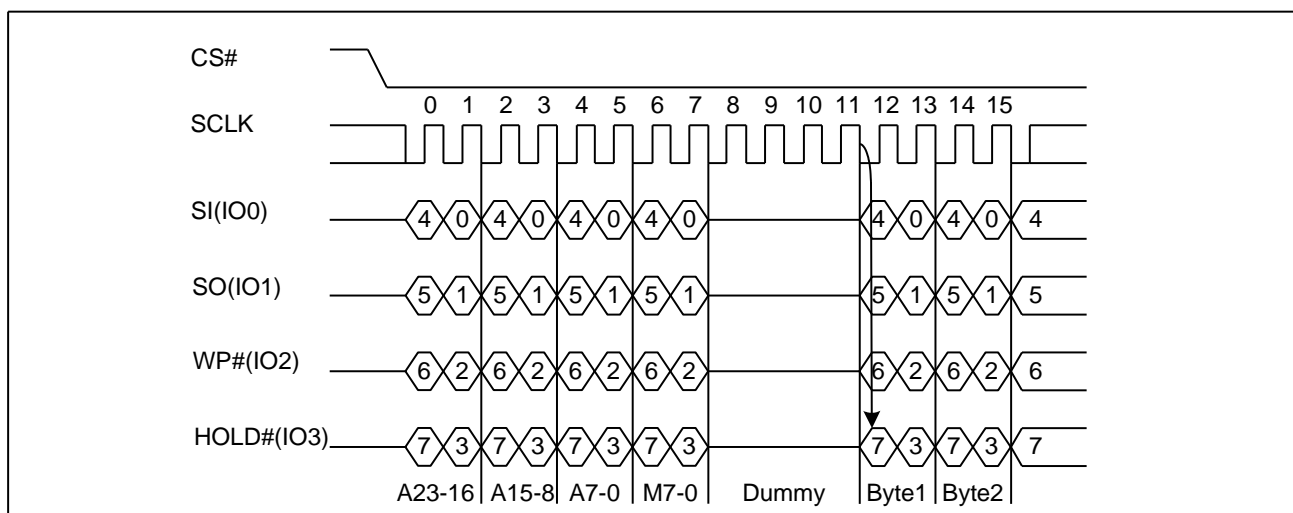 CS#
0 1 2 3 4 5 6 7 8 9 10 11 12 13 14 15
SCLK
SI(IO0) 4 0 4 0 4 0 4 0 4 0 4 0 4
SO(IO1) 5 1 5 1 5 1 5 1 5 1 5 1 5
WP#(IO2) 6 2 6 2 6 2 6 2 6 2 6 2 6
HOLD#(IO3) 7 3 7 3 7 3 7 3 7 3 7 3 7
A23-16 A15-8 A7-0 M7-0 Dummy Byte1 Byte2